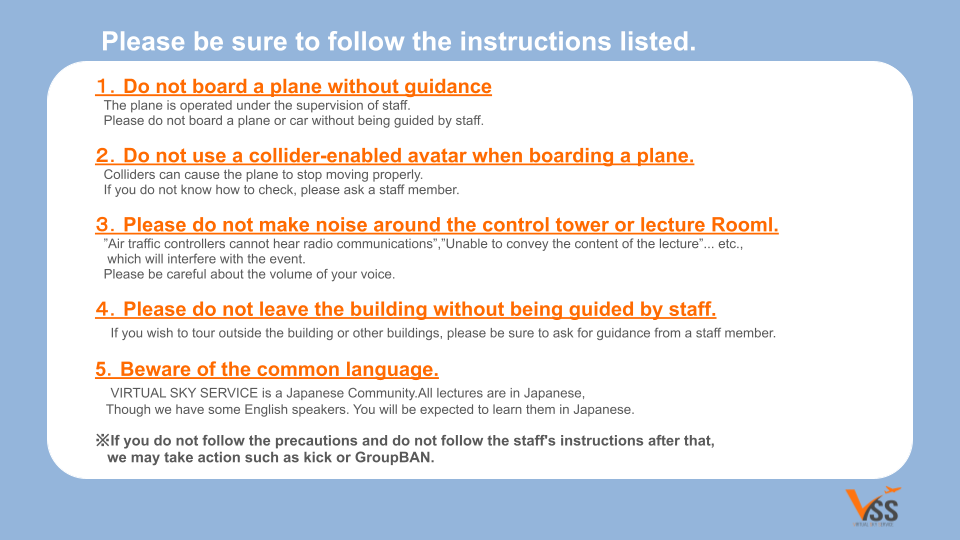 Please be sure to follow the instructions listed.
１．Do not board a plane without guidance
The plane is operated under the supervision of staff.
Please do not board a plane or car without being guided by staff.
２．Do not use a collider-enabled avatar when boarding a plane.
Colliders can cause the plane to stop moving properly.
If you do not know how to check, please ask a staff member.
３．Please do not make noise around the control tower or lecture Rooml.
”Air traffic controllers cannot hear radio communications”,”Unable to convey the content of the lecture”... etc.,
which will interfere with the event.
Please be careful about the volume of your voice.
４．Please do not leave the building without being guided by staff.
If you wish to tour outside the building or other buildings, please be sure to ask for guidance from a staff member.
5．Beware of the common language.
VIRTUAL SKY SERVICE is a Japanese Community.All lectures are in Japanese,
Though we have some English speakers. You will be expected to learn them in Japanese.
※If you do not follow the precautions and do not follow the staff's instructions after that,
we may take action such as kick or GroupBAN.
VSS